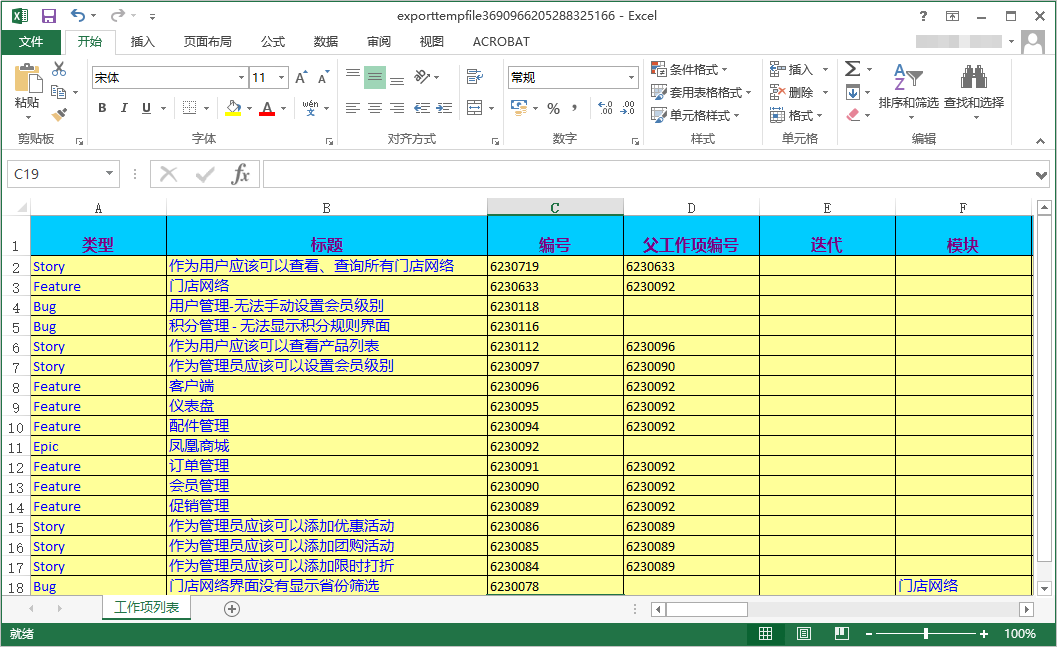 exporttempfile3690966205288325166 - Excel
文件 开始 插入 页面布局 公式 数据 审阅 视图 ACROBAT
粘贴 宋体 11 常规 条件格式 套用表格格式 单元格样式 插入 删除 格式 排序和筛选 查找和选择
剪贴板 字体 对齐方式 数字 样式 单元格 编辑
C19 fx
A B C D E F
1 类型 标题 编号 父工作项编号 迭代 模块
2 Story 作为用户应该可以查看、查询所有门店网络 6230719 6230633
3 Feature 门店网络 6230633 6230092
4 Bug 用户管理-无法手动设置会员级别 6230118
5 Bug 积分管理 - 无法显示积分规则界面 6230116
6 Story 作为用户应该可以查看产品列表 6230112 6230096
7 Story 作为管理员应该可以设置会员级别 6230097 6230090
8 Feature 客户端 6230096 6230092
9 Feature 仪表盘 6230095 6230092
10 Feature 配件管理 6230094 6230092
11 Epic 凤凰商城 6230092
12 Feature 订单管理 6230091 6230092
13 Feature 会员管理 6230090 6230092
14 Feature 促销管理 6230089 6230092
15 Story 作为管理员应该可以添加优惠活动 6230086 6230089
16 Story 作为管理员应该可以添加团购活动 6230085 6230089
17 Story 作为管理员应该可以添加限时打折 6230084 6230089
18 Bug 门店网络界面没有显示省份筛选 6230078 门店网络
工作项列表
就绪 100%